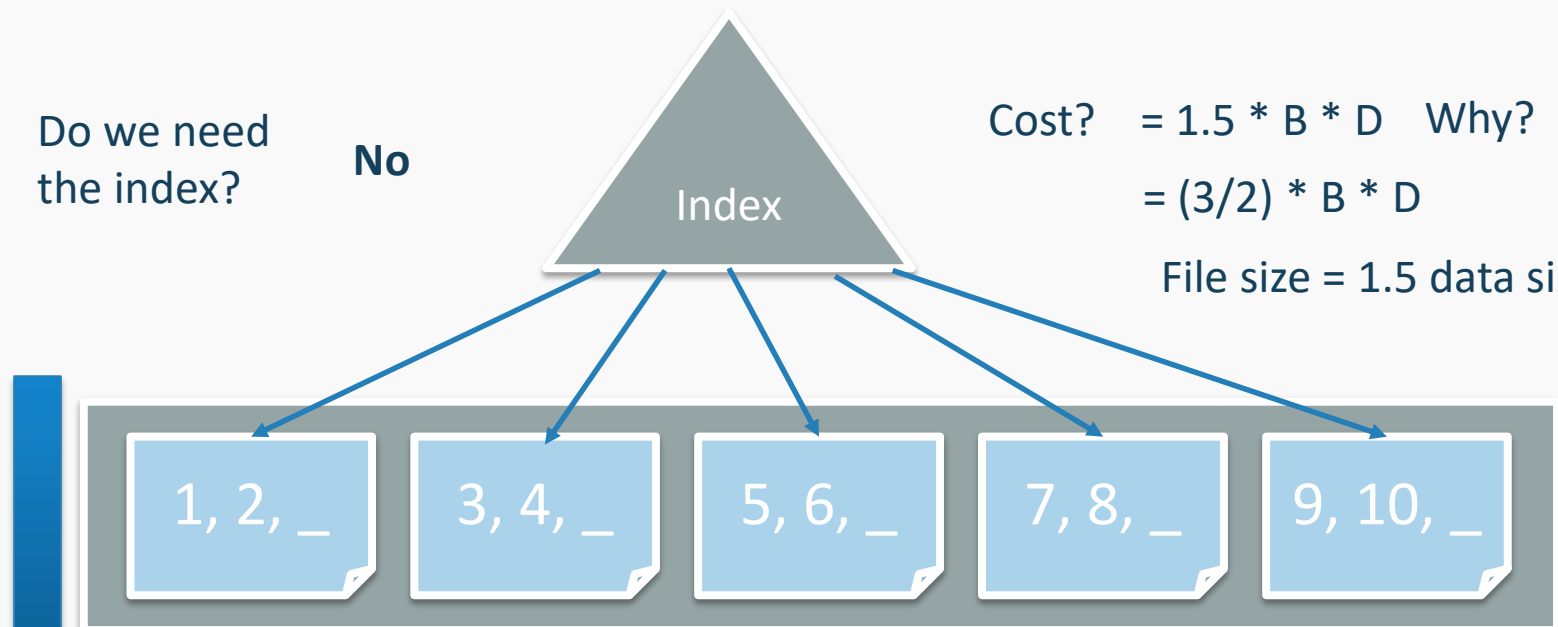 Do we need
the index?
No
Index
Cost? = 1.5 * B * D Why?
= (3/2) * B * D
File size = 1.5 data
1, 2, _
3, 4, _
5, 6, _
7, 8, _
9, 10, _